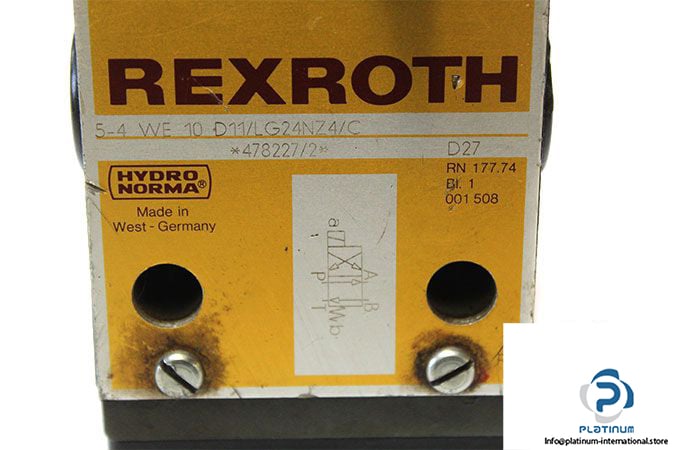 REXROTH
5-4 WE 10 D11/LG24NZ4/C
*478227/2*
D27
HYDRO
NORMA®
RN 177.74
Bl. 1
001 508
Made in
West - Germany
a
A
P
B
T
b
PLATINUM
Info@platinum-international.store